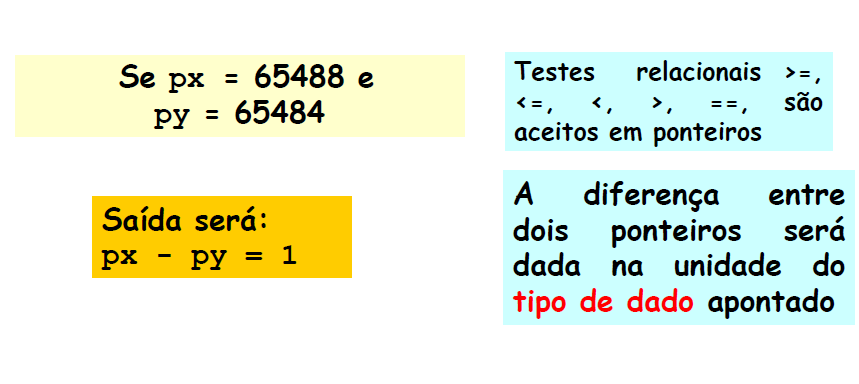 Se px = 65488 e
py = 65484
Testes relacionais >=,
<=, <, >, ==, são
aceitos em ponteiros
Saída será:
px - py = 1
A diferença entre
dois ponteiros será
dada na unidade do
tipo de dado apontado